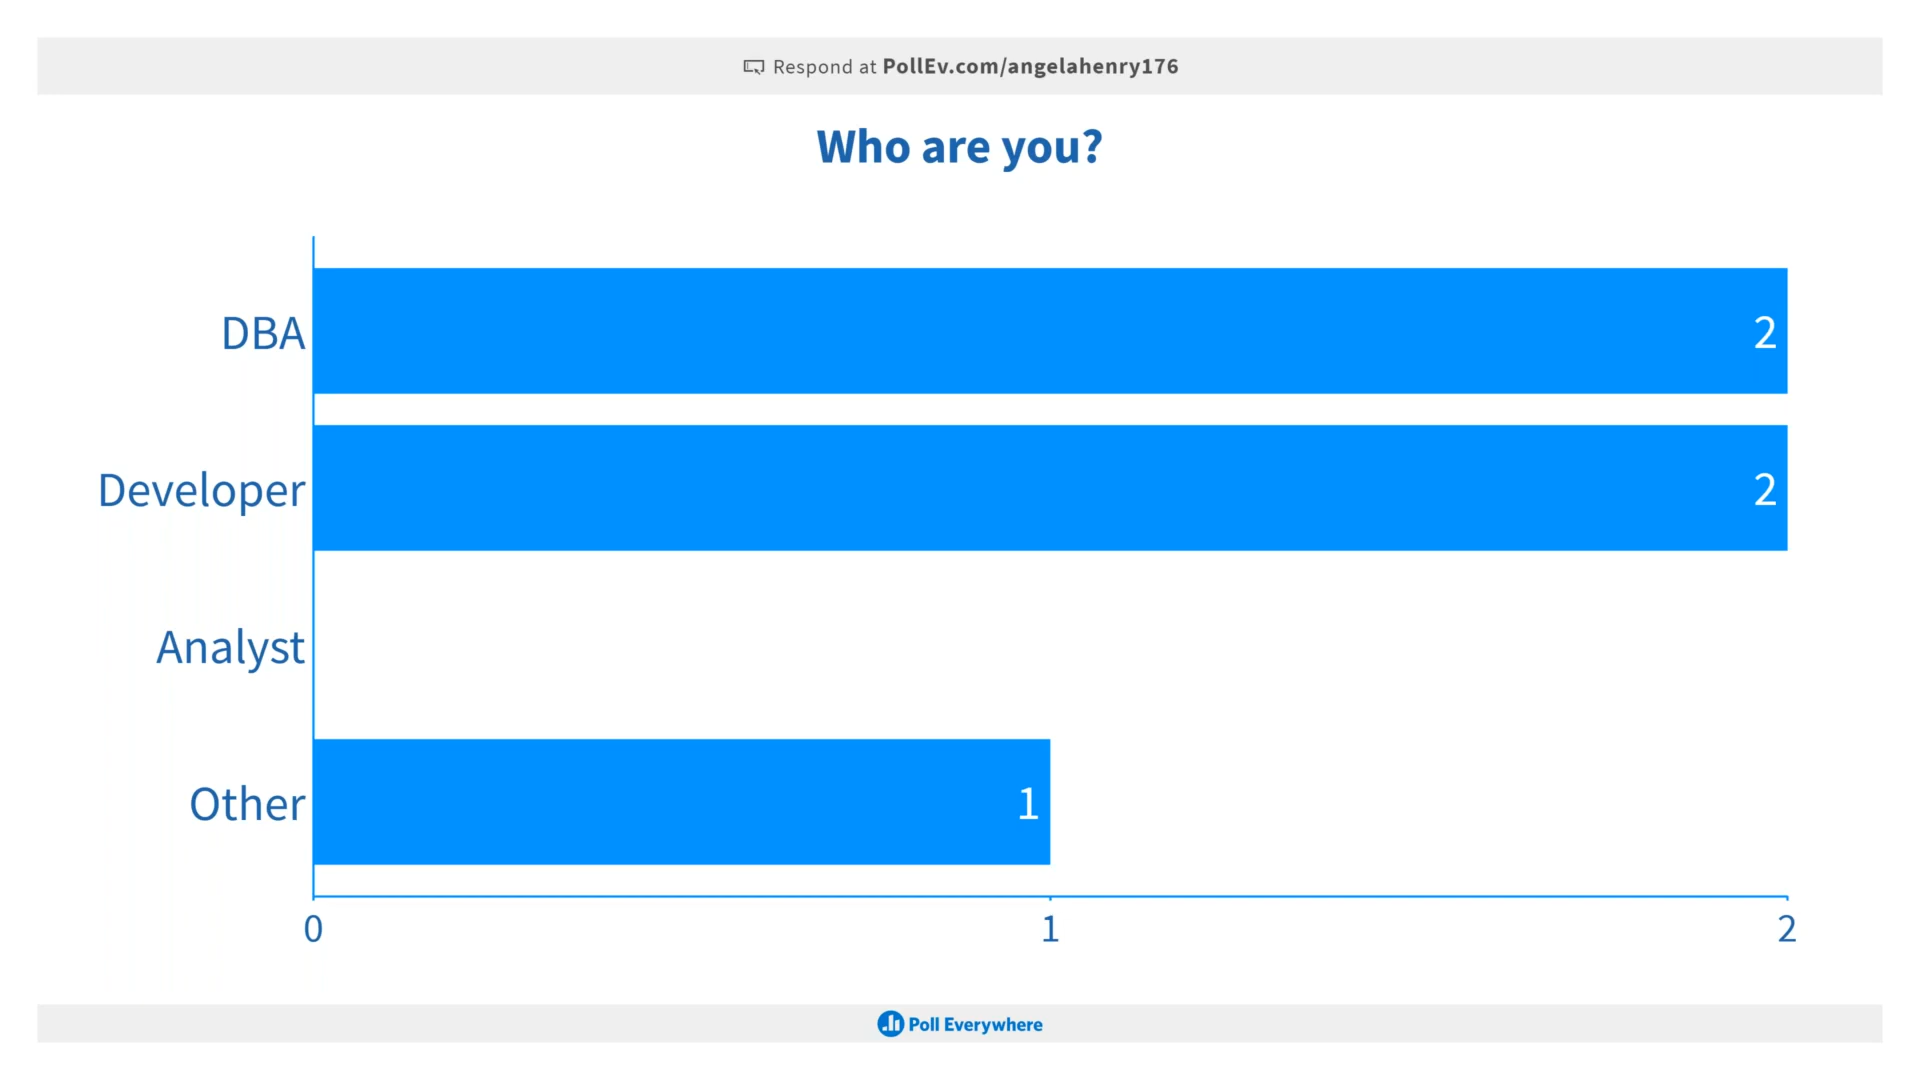 Respond at PollEv.com/angelahenry176
Who are you?
DBA 2
Developer 2
Analyst
Other 1
0 1 2
Poll Everywhere